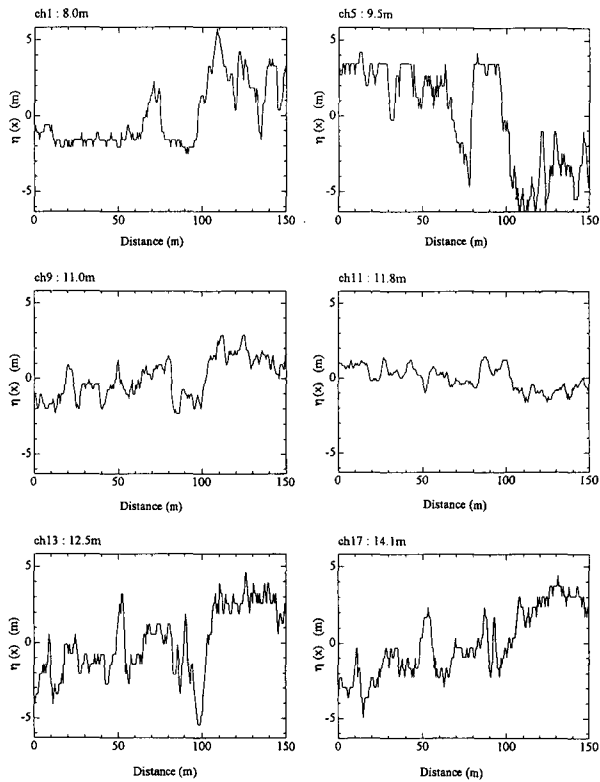 ch1 : 8.0m
ch5 : 9.5m
5
0
-5
η (x) (m)
0
50
100
150
Distance (m)
5
0
-5
η (x) (m)
0
50
100
150
Distance (m)
ch9 : 11.0m
ch11 : 11.8m
5
0
-5
η (x) (m)
0
50
100
150
Distance (m)
5
0
-5
η (x) (m)
0
50
100
150
Distance (m)
ch13 : 12.5m
ch17 : 14.1m
5
0
-5
η (x) (m)
0
50
100
150
Distance (m)
5
0
-5
η (x) (m)
0
50
100
150
Distance (m)